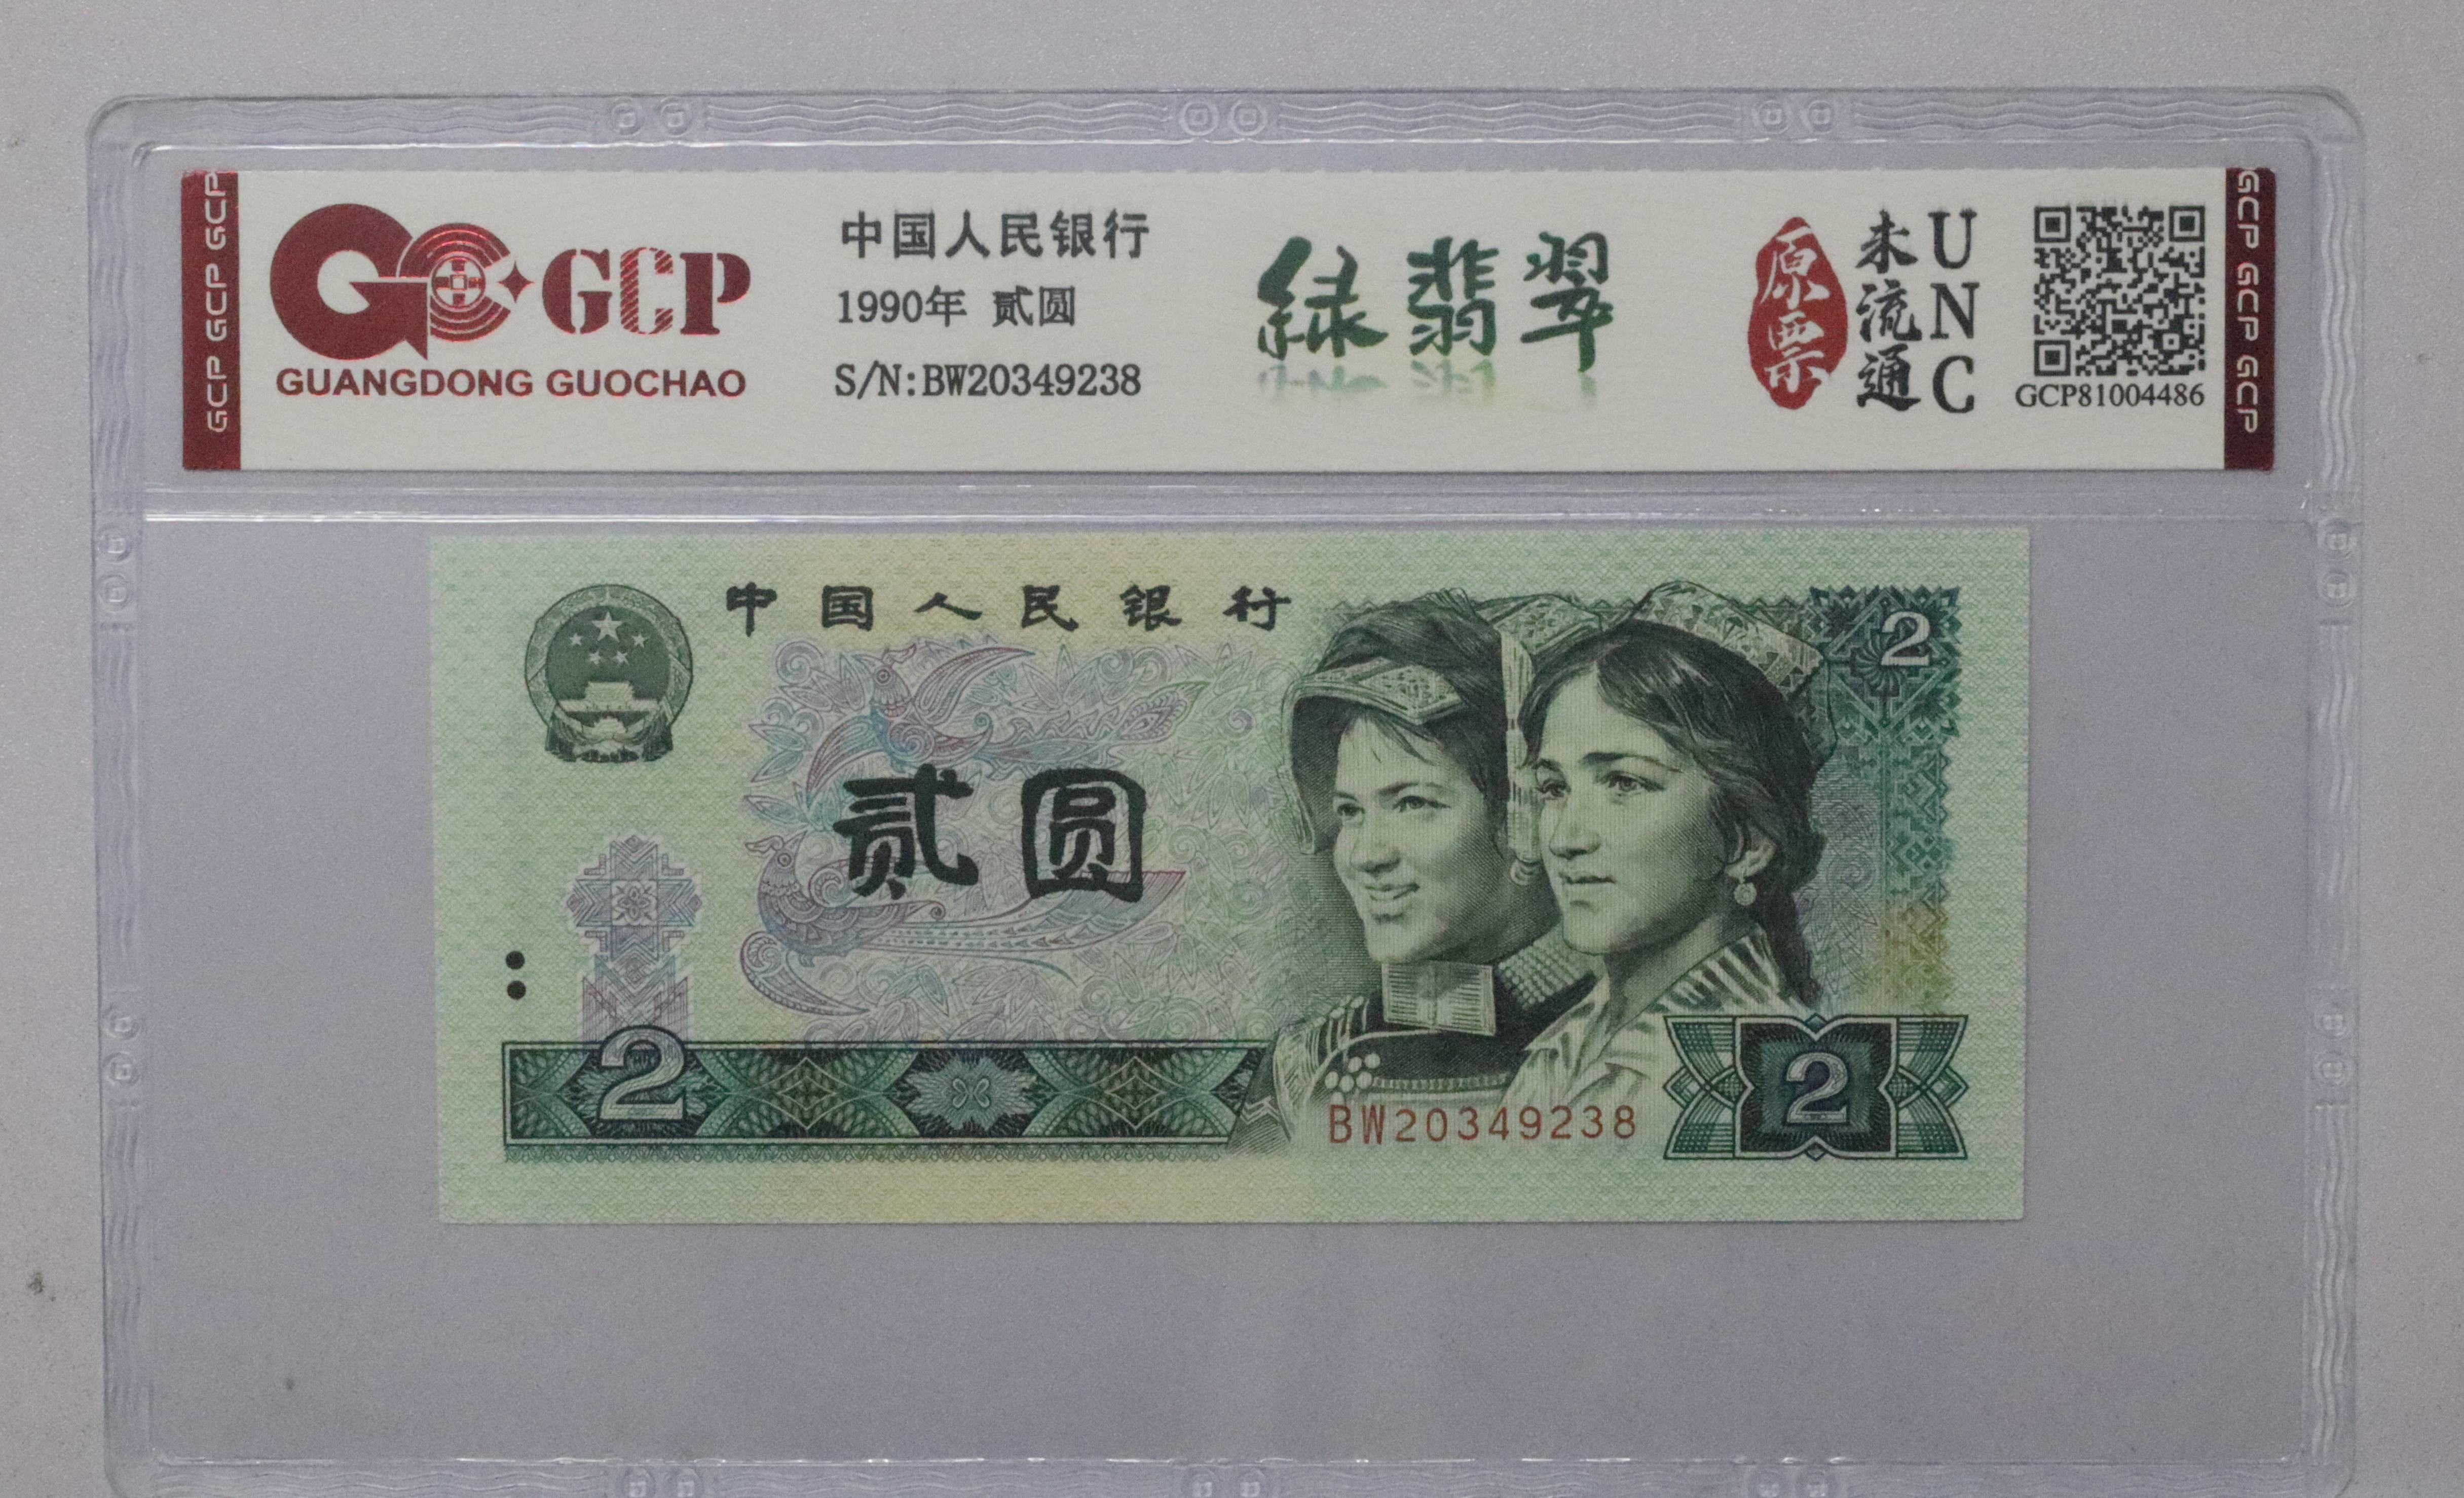 GCP GCP GCP
GCP
GUANGDONG GUOCHAO
中国人民银行
1990年 贰圆
S/N:BW20349238
緑翡翠
原票
未流通
UNC
GCP81004486
GCP GCP GCP
中国人民银行
2
贰圆
2
BW20349238
2